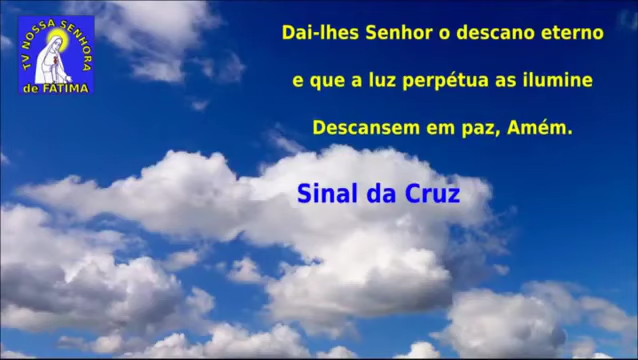 TV NOSSA SENHORA
de FÁTIMA
Dai-lhes Senhor o descano eterno
e que a luz perpétua as ilumine
Descansem em paz, Amém.
Sinal da Cruz